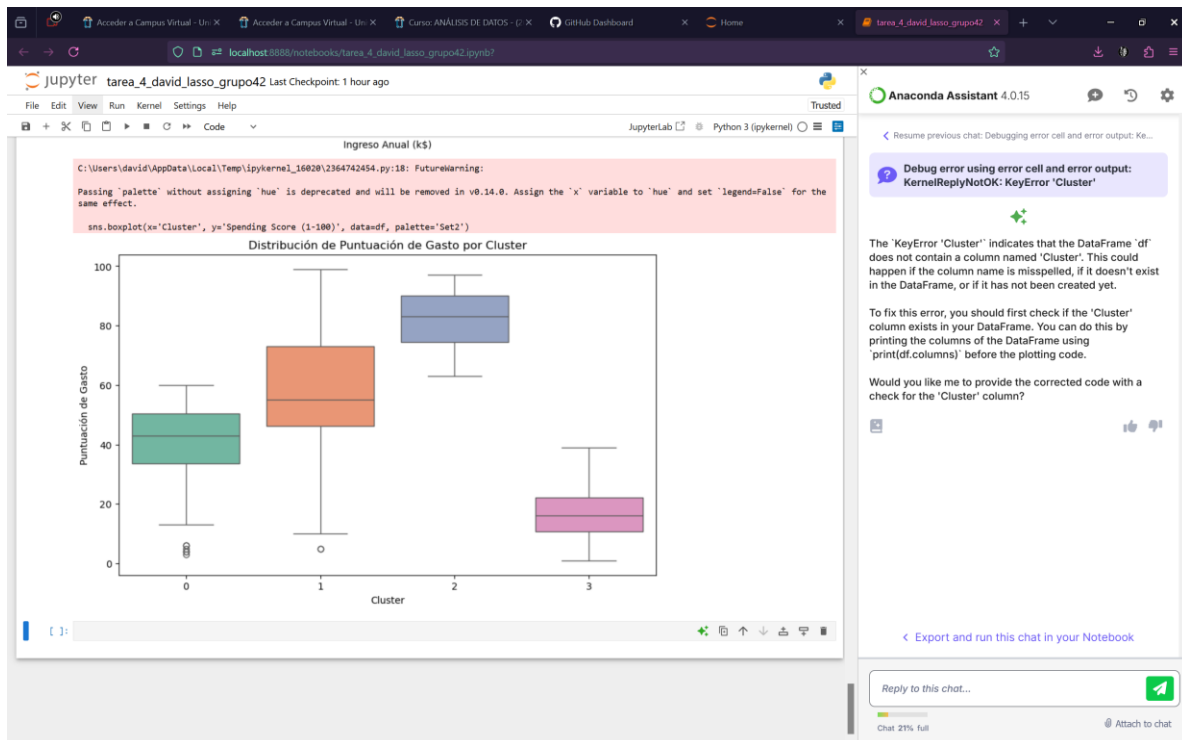 Acceder a Campus Virtual - Uni
Acceder a Campus Virtual - Uni
Curso: ANÁLISIS DE DATOS - (2
GitHub Dashboard
Home
tarea_4_david_lasso_grupo42
localhost:8888/notebooks/tarea_4_david_lasso_grupo42.ipynb?
jupyter tarea_4_david_lasso_grupo42 Last Checkpoint: 1 hour ago
File Edit View Run Kernel Settings Help
Trusted
Code
JupyterLab
Python 3 (ipykernel)
Ingreso Anual (k$)
C:\Users\david\AppData\Local\Temp\ipykernel_16020\2364742454.py:18: FutureWarning:
Passing `palette` without assigning `hue` is deprecated and will be removed in v0.14.0. Assign the `x` variable to `hue` and set `legend=False` for the
same effect.
sns.boxplot(x='Cluster', y='Spending Score (1-100)', data=df, palette='Set2')
Distribución de Puntuación de Gasto por Cluster
Puntuación de Gasto
100
80
60
40
20
0
0 1 2 3
Cluster
[ ]:
Anaconda Assistant 4.0.15
Resume previous chat: Debugging error cell and error output: Ke...
Debug error using error cell and error output:
KernelReplyNotOK: KeyError 'Cluster'
The `KeyError 'Cluster'` indicates that the DataFrame `df`
does not contain a column named 'Cluster'. This could
happen if the column name is misspelled, if it doesn't exist
in the DataFrame, or if it has not been created yet.
To fix this error, you should first check if the 'Cluster'
column exists in your DataFrame. You can do this by
printing the columns of the DataFrame using
`print(df.columns)` before the plotting code.
Would you like me to provide the corrected code with a
check for the 'Cluster' column?
Export and run this chat in your Notebook
Reply to this chat...
Chat 21% full
Attach to chat